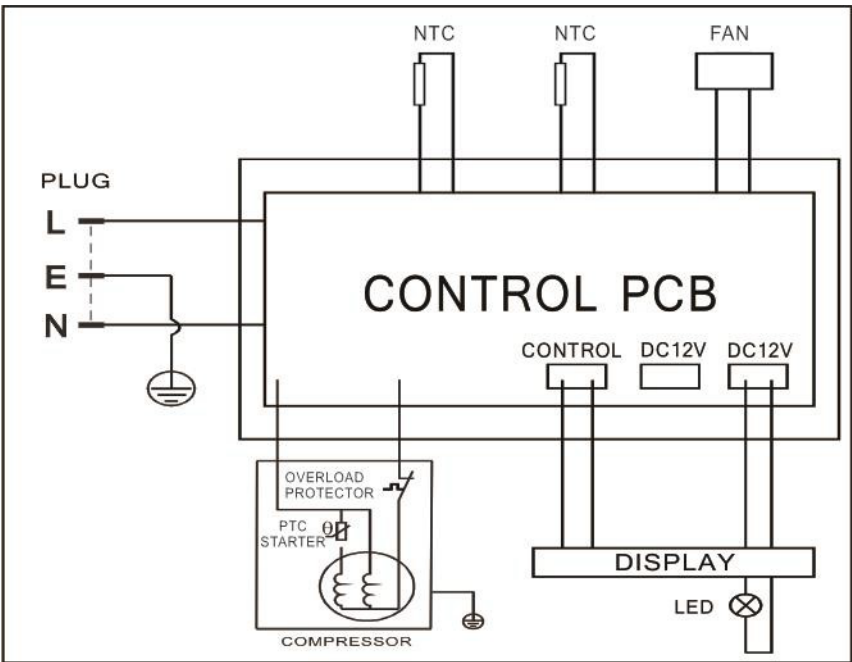 NTC
NTC
FAN
PLUG
L
E
N
CONTROL PCB
CONTROL
DC12V
DC12V
OVERLOAD
PROTECTOR
PTC
STARTER
θ
DISPLAY
LED
COMPRESSOR